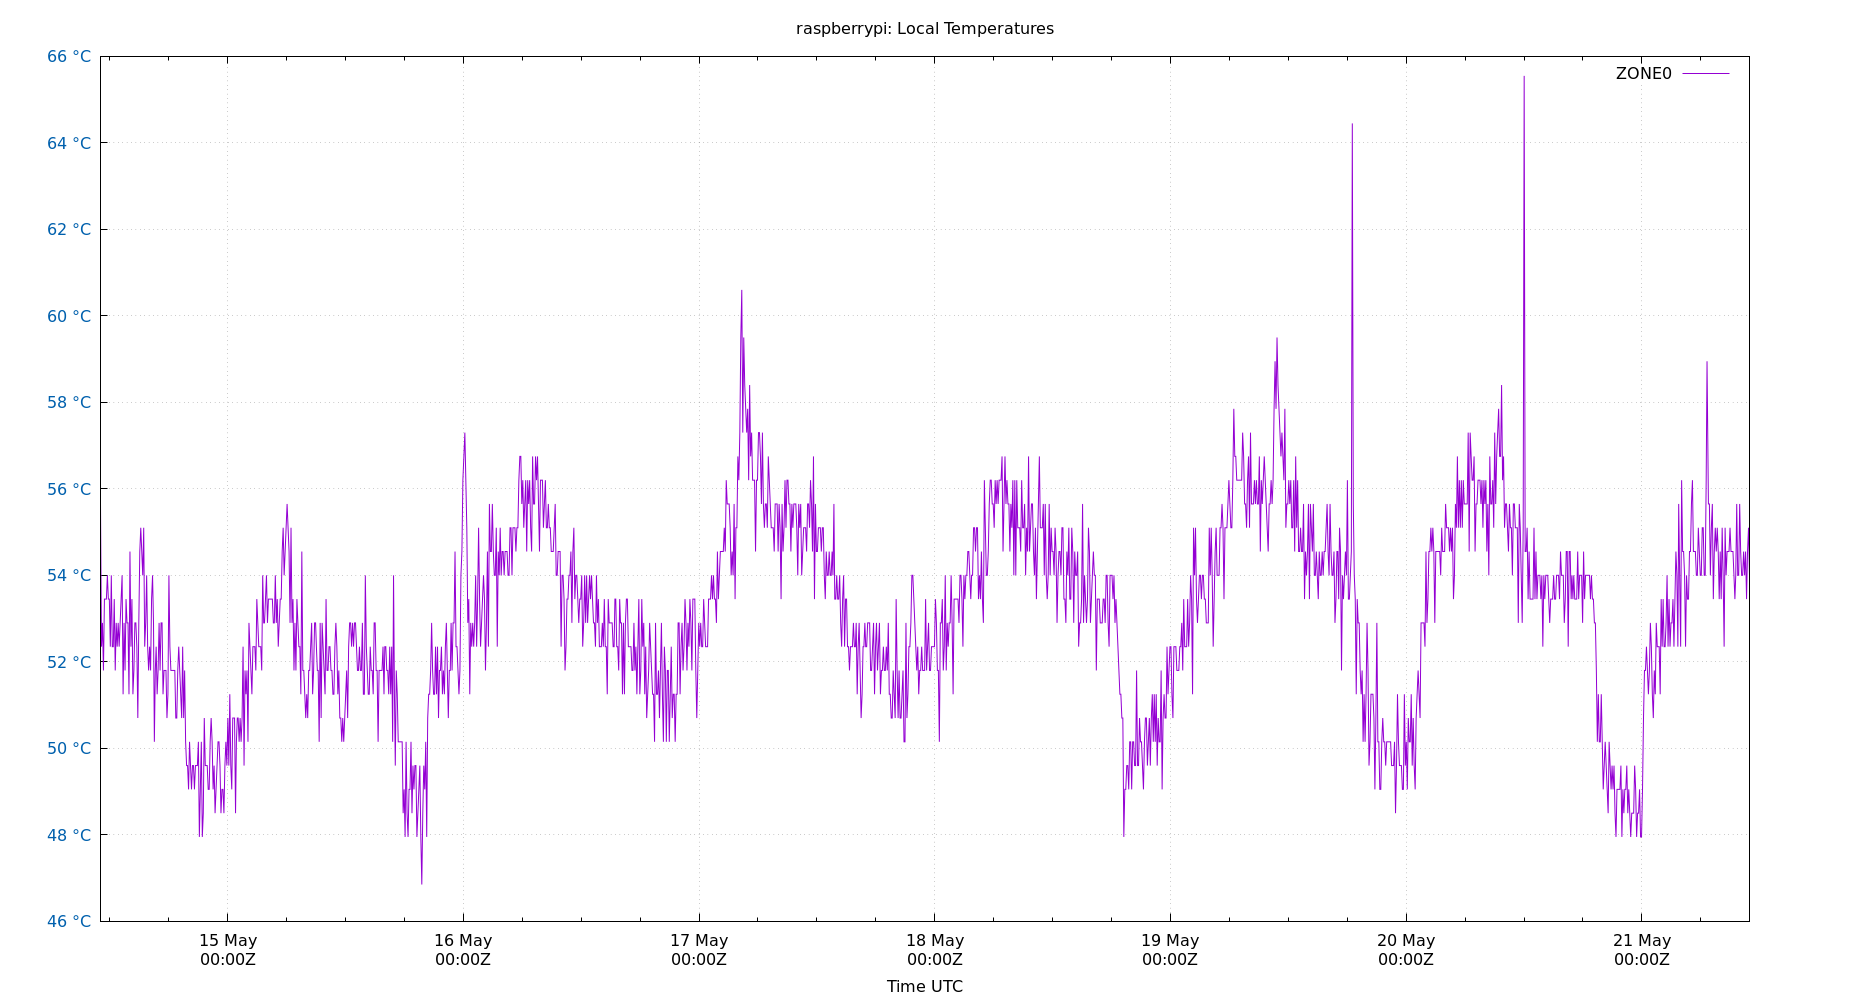 raspberrypi: Local Temperatures
66 °C
ZONE0
64 °C
62 °C
60 °C
58 °C
56 °C
54 °C
52 °C
50 °C
48 °C
46 °C
15 May 16 May 17 May 18 May 19 May 20 May 21 May
00:00Z 00:00Z 00:00Z 00:00Z 00:00Z 00:00Z 00:00Z
Time UTC